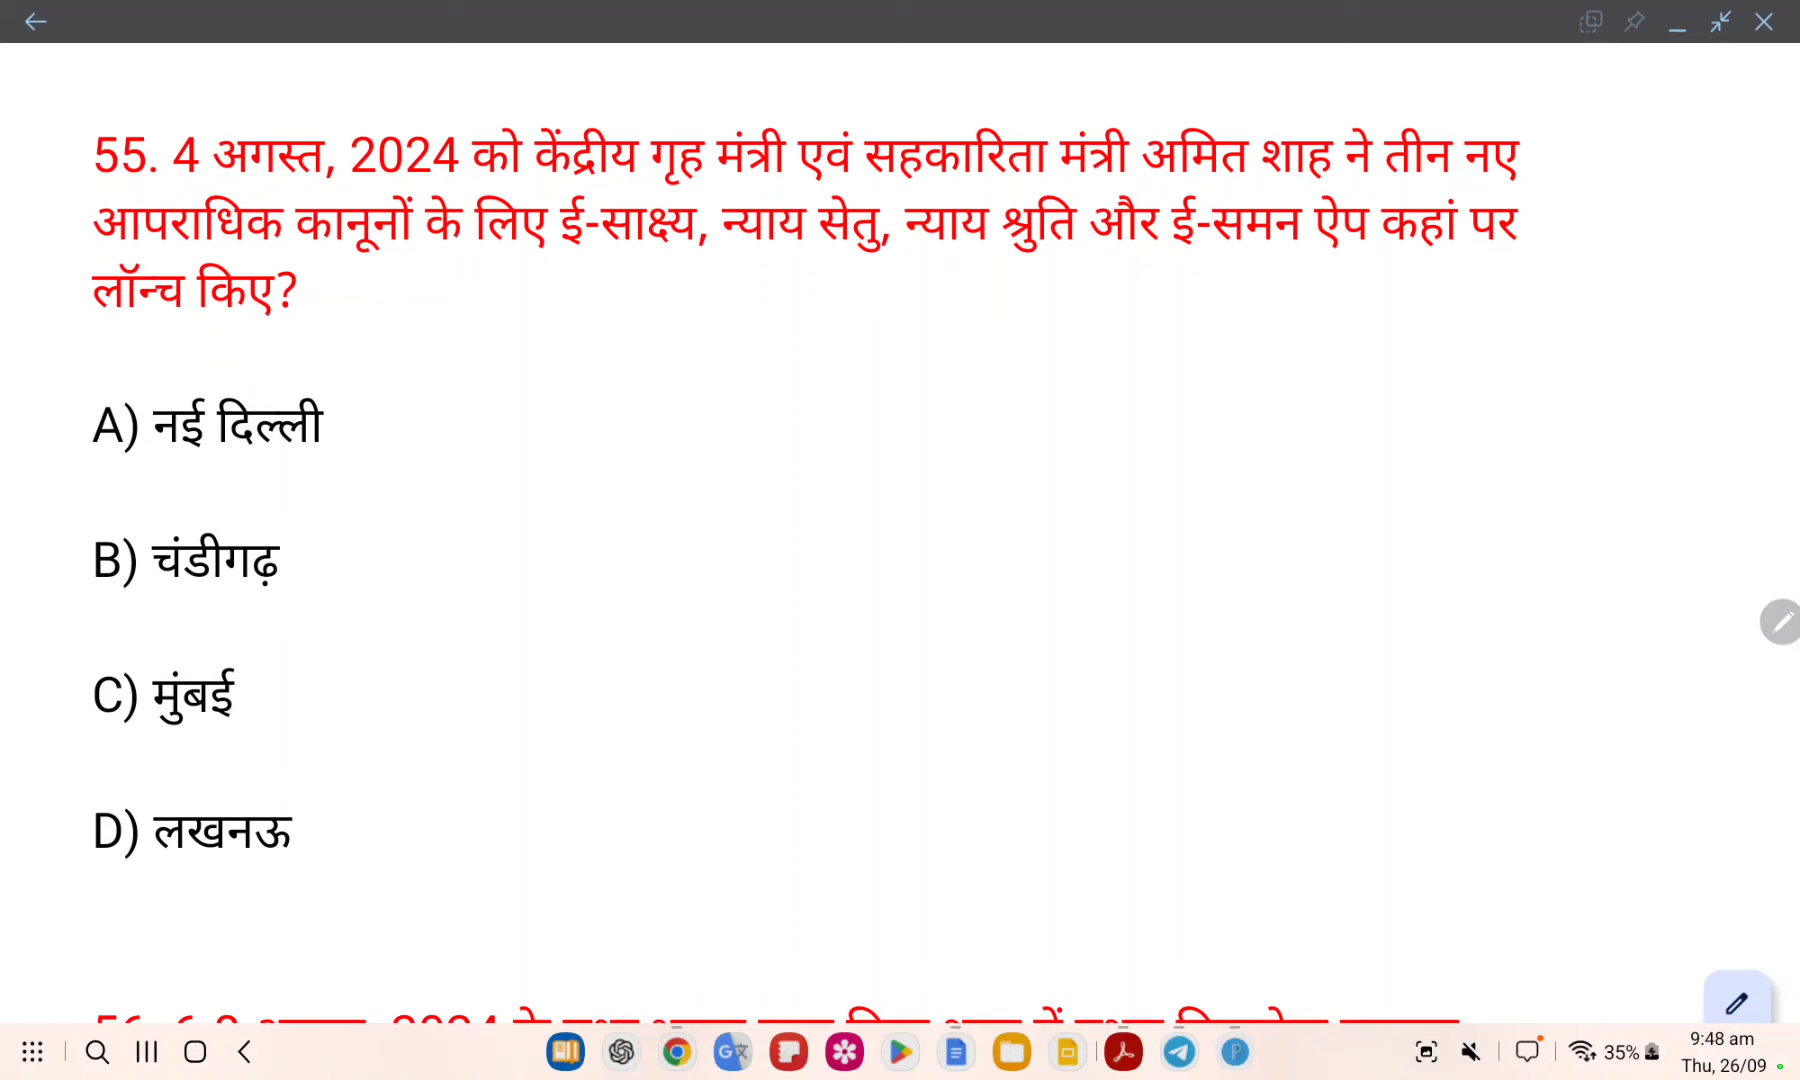 55. 4 अगस्त, 2024 को केंद्रीय गृह मंत्री एवं सहकारिता मंत्री अमित शाह ने तीन नए
आपराधिक कानूनों के लिए ई-साक्ष्य, न्याय सेतु, न्याय श्रुति और ई-समन ऐप कहां पर
लॉन्च किए?
A) नई दिल्ली
B) चंडीगढ़
C) मुंबई
D) लखनऊ
35%
9:48 am
Thu, 26/09